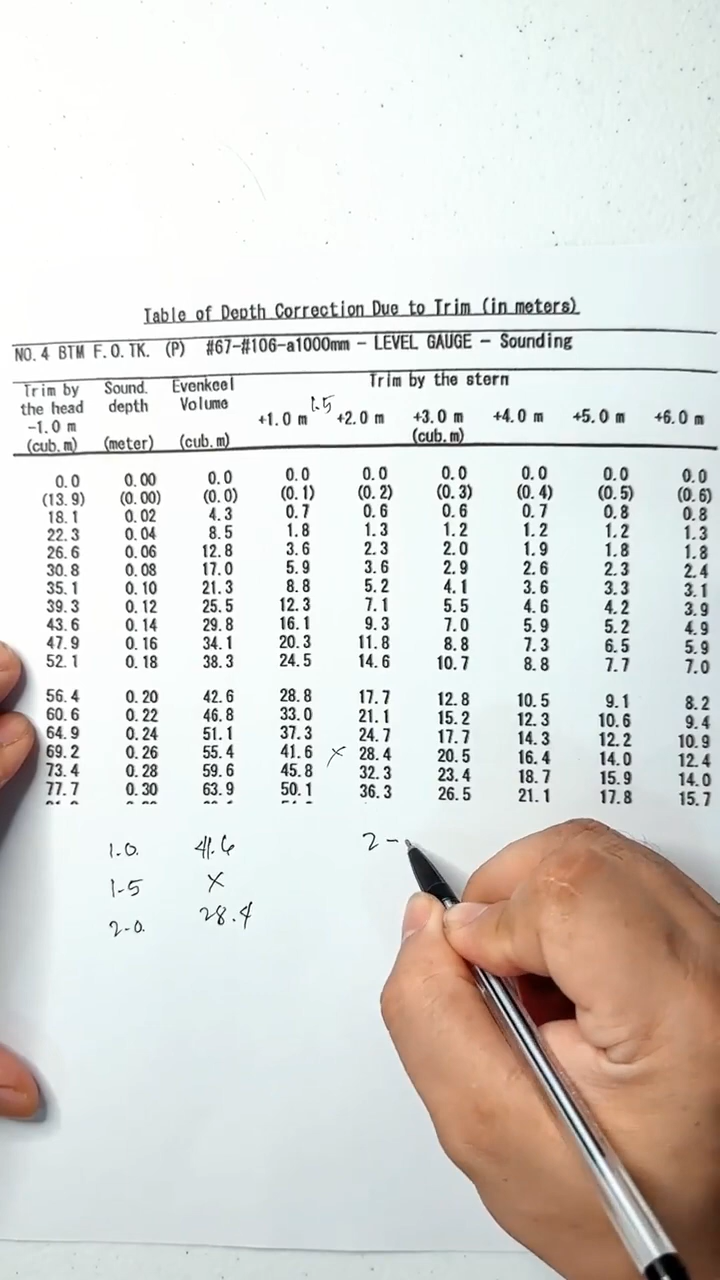 Table of Depth Correction Due to Trim (in meters)
NO. 4 BTM F. O. TK. (P) #67-#106-a1000mm - LEVEL GAUGE - Sounding
Trim by Sound. Evenkeel Trim by the stern
the head depth Volume
-1.0 m +1.0 m 1.5 +2.0 m +3.0 m +4.0 m +5.0 m +6.0 m
(cub. m) (meter) (cub. m) (cub. m)
0.0 0.00 0.0 0.0 0.0 0.0 0.0 0.0 0.0
(13.9) (0.00) (0.0) (0.1) (0.2) (0.3) (0.4) (0.5) (0.6)
18.1 0.02 4.3 0.7 0.6 0.6 0.7 0.8 0.8
22.3 0.04 8.5 1.8 1.3 1.2 1.2 1.2 1.3
26.6 0.06 12.8 3.6 2.3 2.0 1.9 1.8 1.8
30.8 0.08 17.0 5.9 3.6 2.9 2.6 2.3 2.4
35.1 0.10 21.3 8.8 5.2 4.1 3.6 3.3 3.1
39.3 0.12 25.5 12.3 7.1 5.5 4.6 4.2 3.9
43.6 0.14 29.8 16.1 9.3 7.0 5.9 5.2 4.9
47.9 0.16 34.1 20.3 11.8 8.8 7.3 6.5 5.9
52.1 0.18 38.3 24.5 14.6 10.7 8.8 7.7 7.0
56.4 0.20 42.6 28.8 17.7 12.8 10.5 9.1 8.2
60.6 0.22 46.8 33.0 21.1 15.2 12.3 10.6 9.4
64.9 0.24 51.1 37.3 24.7 17.7 14.3 12.2 10.9
69.2 0.26 55.4 41.6 x 28.4 20.5 16.4 14.0 12.4
73.4 0.28 59.6 45.8 32.3 23.4 18.7 15.9 14.0
77.7 0.30 63.9 50.1 36.3 26.5 21.1 17.8 15.7
1.0. 41.6 2 -
1-5 x
2-0. 28.4